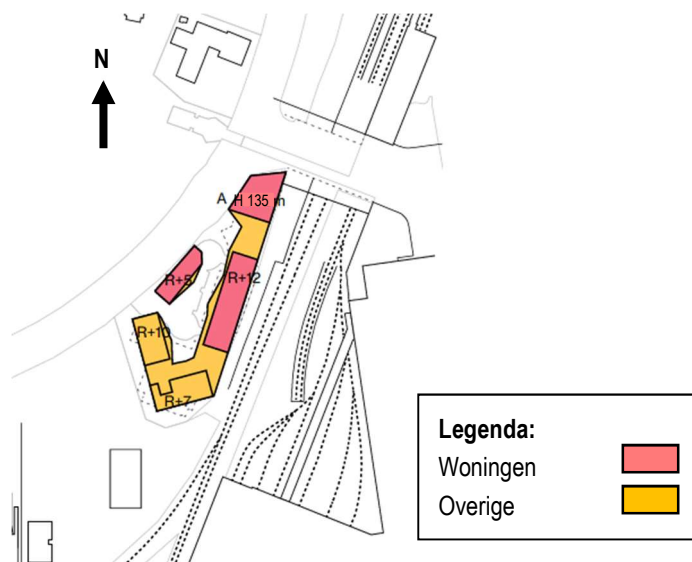 N
A H 135 m
R+5
R+12
R+10
R+7
Legenda:
Woningen
Overige